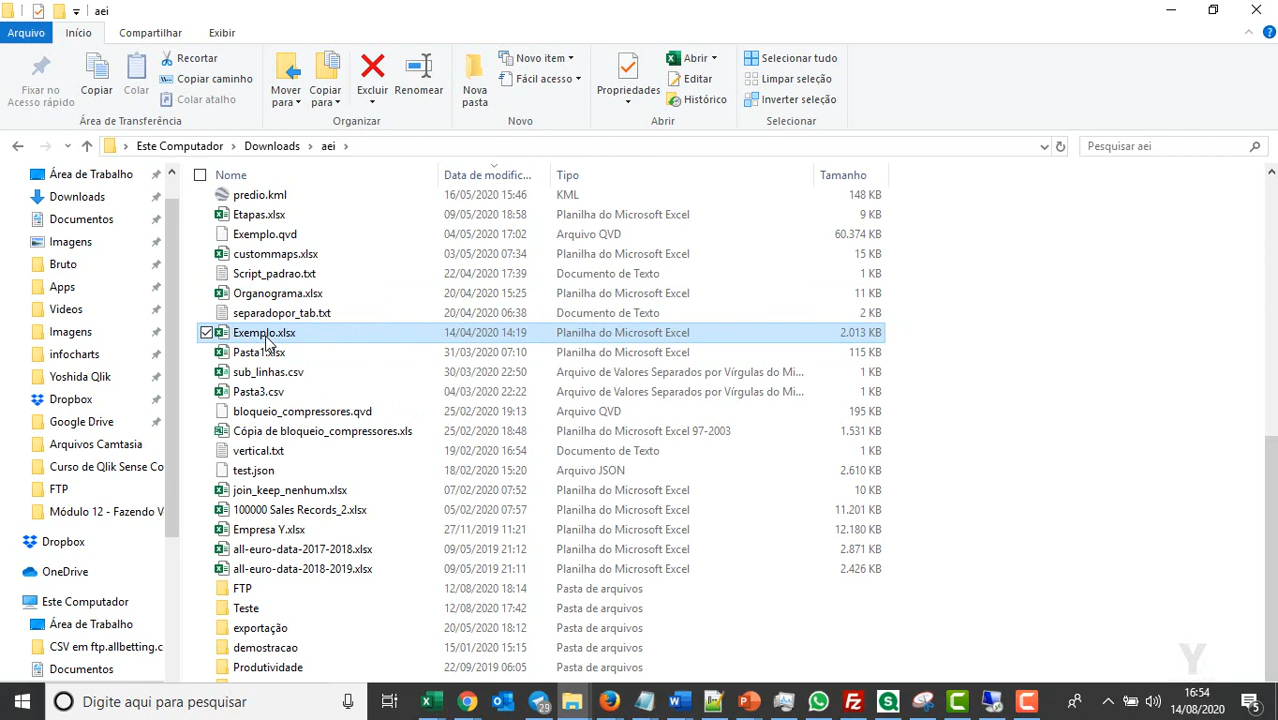 aei
Arquivo Início Compartilhar Exibir
Fixar no Acesso rápido
Copiar
Colar
Recortar
Copiar caminho
Colar atalho
Área de Transferência
Mover para
Copiar para
Excluir
Renomear
Organizar
Nova pasta
Novo item
Fácil acesso
Novo
Propriedades
Abrir
Editar
Histórico
Abrir
Selecionar tudo
Limpar seleção
Inverter seleção
Selecionar
Este Computador > Downloads > aei >
Pesquisar aei
Área de Trabalho
Downloads
Documentos
Imagens
Bruto
Apps
Videos
Imagens
infocharts
Yoshida Qlik
Dropbox
Google Drive
Arquivos Camtasia
Curso de Qlik Sense Co
FTP
Módulo 12 - Fazendo V
Dropbox
OneDrive
Este Computador
Área de Trabalho
CSV em ftp.allbetting.c
Documentos
Nome Data de modific... Tipo Tamanho
predio.kml 16/05/2020 15:46 KML 148 KB
Etapas.xlsx 09/05/2020 18:58 Planilha do Microsoft Excel 9 KB
Exemplo.qvd 04/05/2020 17:02 Arquivo QVD 60.374 KB
custommaps.xlsx 03/05/2020 07:34 Planilha do Microsoft Excel 15 KB
Script_padrao.txt 22/04/2020 17:39 Documento de Texto 1 KB
Organograma.xlsx 20/04/2020 15:25 Planilha do Microsoft Excel 11 KB
separadopor_tab.txt 20/04/2020 06:38 Documento de Texto 2 KB
Exemplo.xlsx 14/04/2020 14:19 Planilha do Microsoft Excel 2.013 KB
Pasta1.xlsx 31/03/2020 07:10 Planilha do Microsoft Excel 115 KB
sub_linhas.csv 30/03/2020 22:50 Arquivo de Valores Separados por Vírgulas do Mi... 1 KB
Pasta3.csv 04/03/2020 22:22 Arquivo de Valores Separados por Vírgulas do Mi... 1 KB
bloqueio_compressores.qvd 25/02/2020 19:13 Arquivo QVD 195 KB
Cópia de bloqueio_compressores.xls 25/02/2020 18:48 Planilha do Microsoft Excel 97-2003 1.531 KB
vertical.txt 19/02/2020 16:54 Documento de Texto 1 KB
test.json 18/02/2020 15:20 Arquivo JSON 2.610 KB
join_keep_nenhum.xlsx 07/02/2020 07:52 Planilha do Microsoft Excel 10 KB
100000 Sales Records_2.xlsx 05/02/2020 07:57 Planilha do Microsoft Excel 11.201 KB
Empresa Y.xlsx 27/11/2019 11:21 Planilha do Microsoft Excel 12.180 KB
all-euro-data-2017-2018.xlsx 09/05/2019 21:12 Planilha do Microsoft Excel 2.871 KB
all-euro-data-2018-2019.xlsx 09/05/2019 21:11 Planilha do Microsoft Excel 2.426 KB
FTP 12/08/2020 18:14 Pasta de arquivos
Teste 12/08/2020 17:42 Pasta de arquivos
exportação 20/05/2020 18:12 Pasta de arquivos
demostracao 15/01/2020 15:15 Pasta de arquivos
Produtividade 22/09/2019 06:05 Pasta de arquivos
Y
Digite aqui para pesquisar
29
16:54
14/08/2020
5